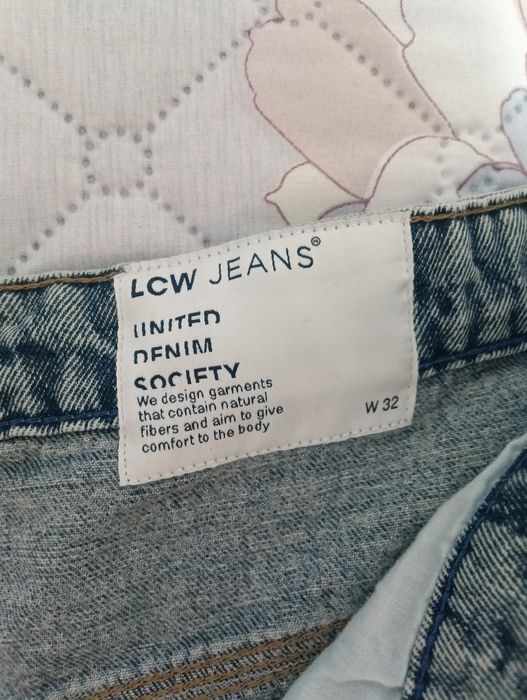 LCW JEANS®
UNITED
DENIM
SOCIETY
We design garments
that contain natural
fibers and aim to give
comfort to the body
W 32